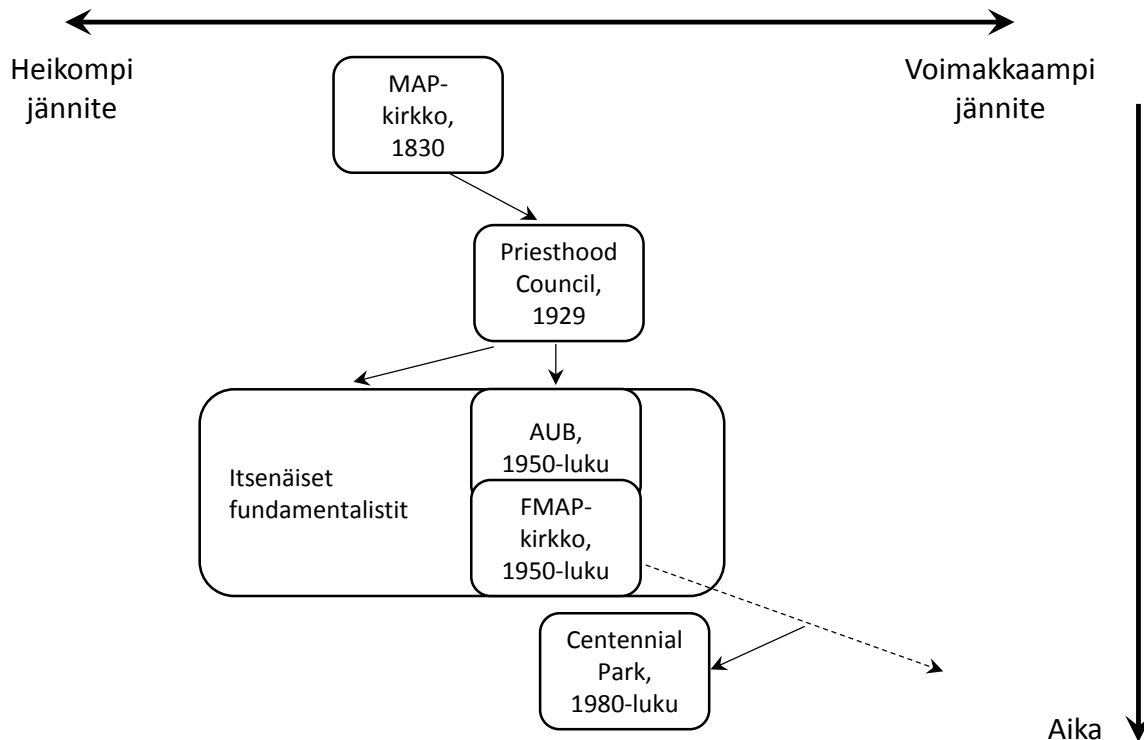 Heikompi
jännite
Voimakkaampi
jännite
MAP-
kirkko,
1830
Priesthood
Council,
1929
AUB,
1950-luku
Itsenäiset
fundamentalistit
FMAP-
kirkko,
1950-luku
Centennial
Park,
1980-luku
Aika